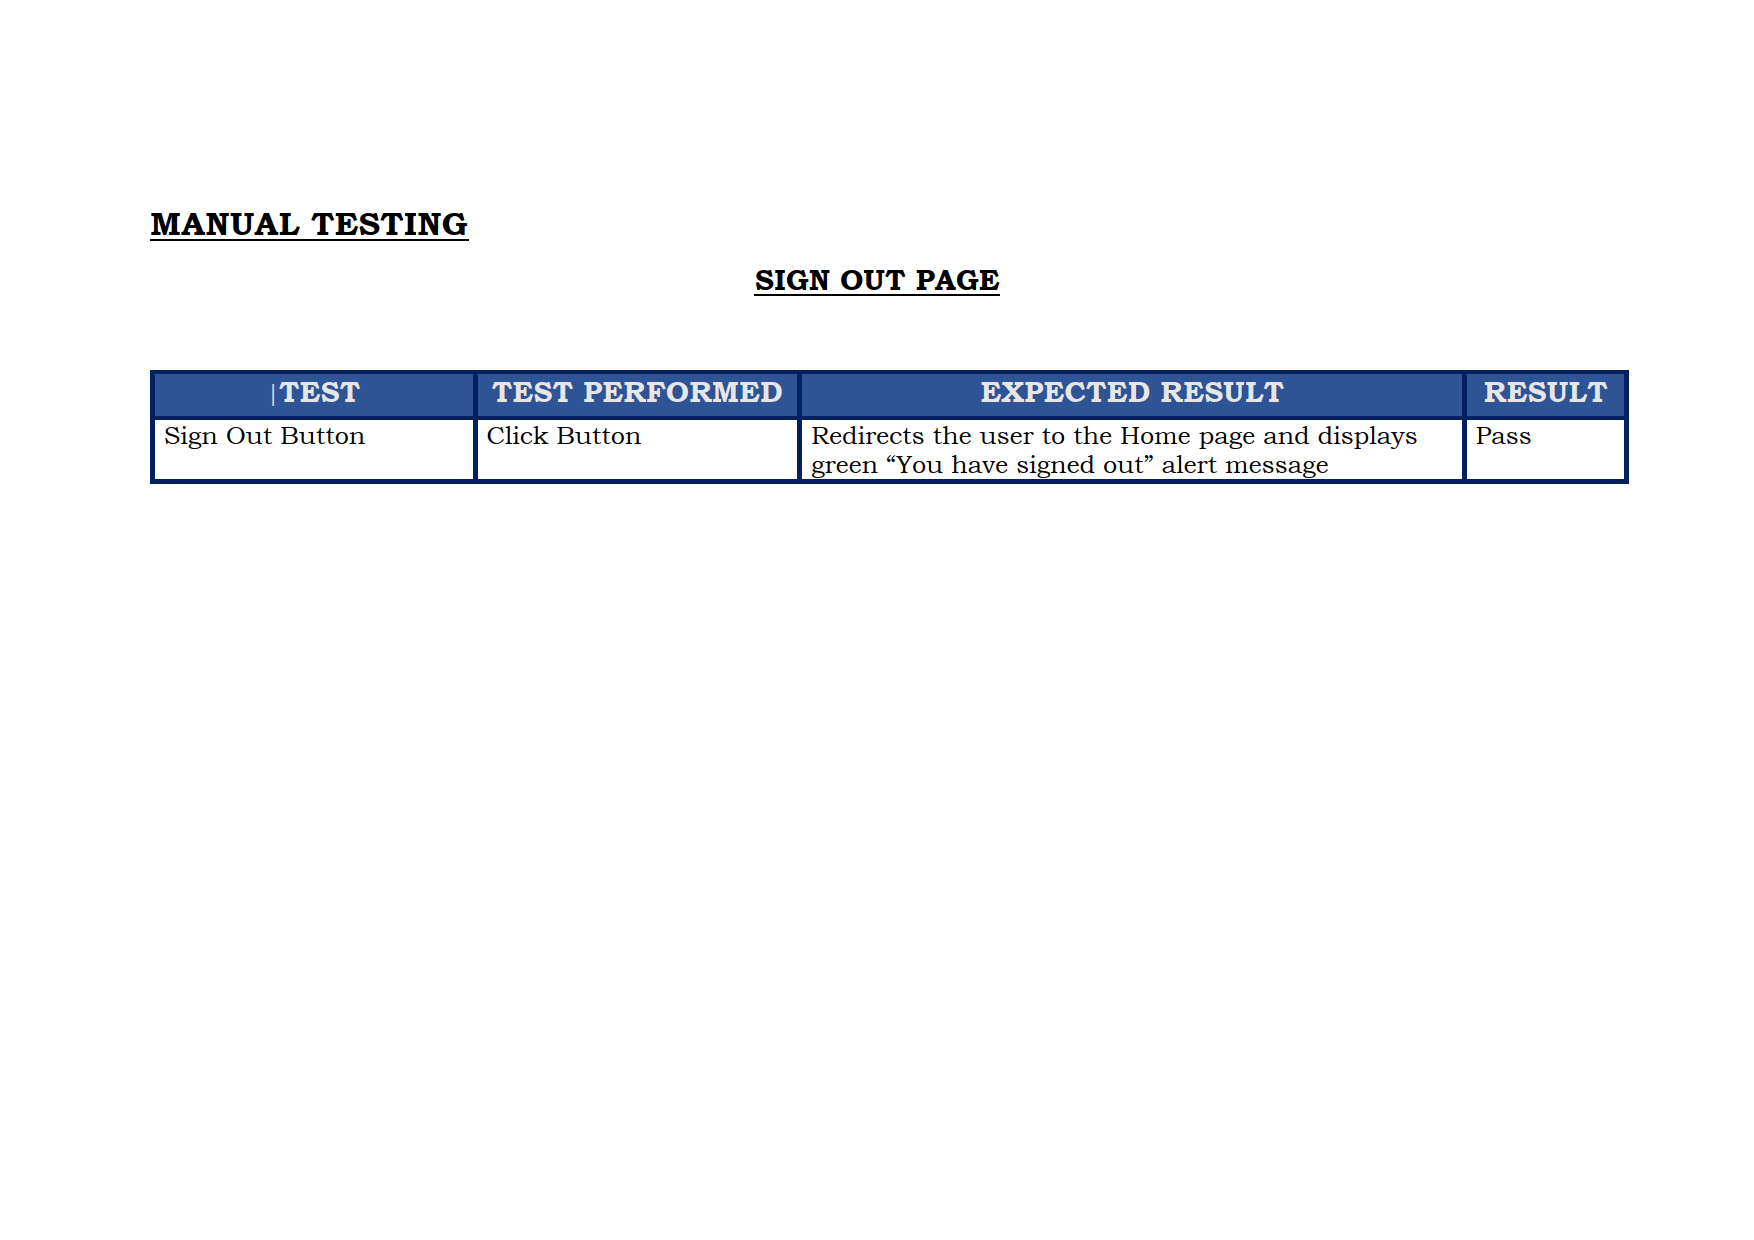 MANUAL TESTING
SIGN OUT PAGE
TEST TEST PERFORMED EXPECTED RESULT RESULT
Sign Out Button Click Button Redirects the user to the Home page and displays Pass
green “You have signed out” alert message